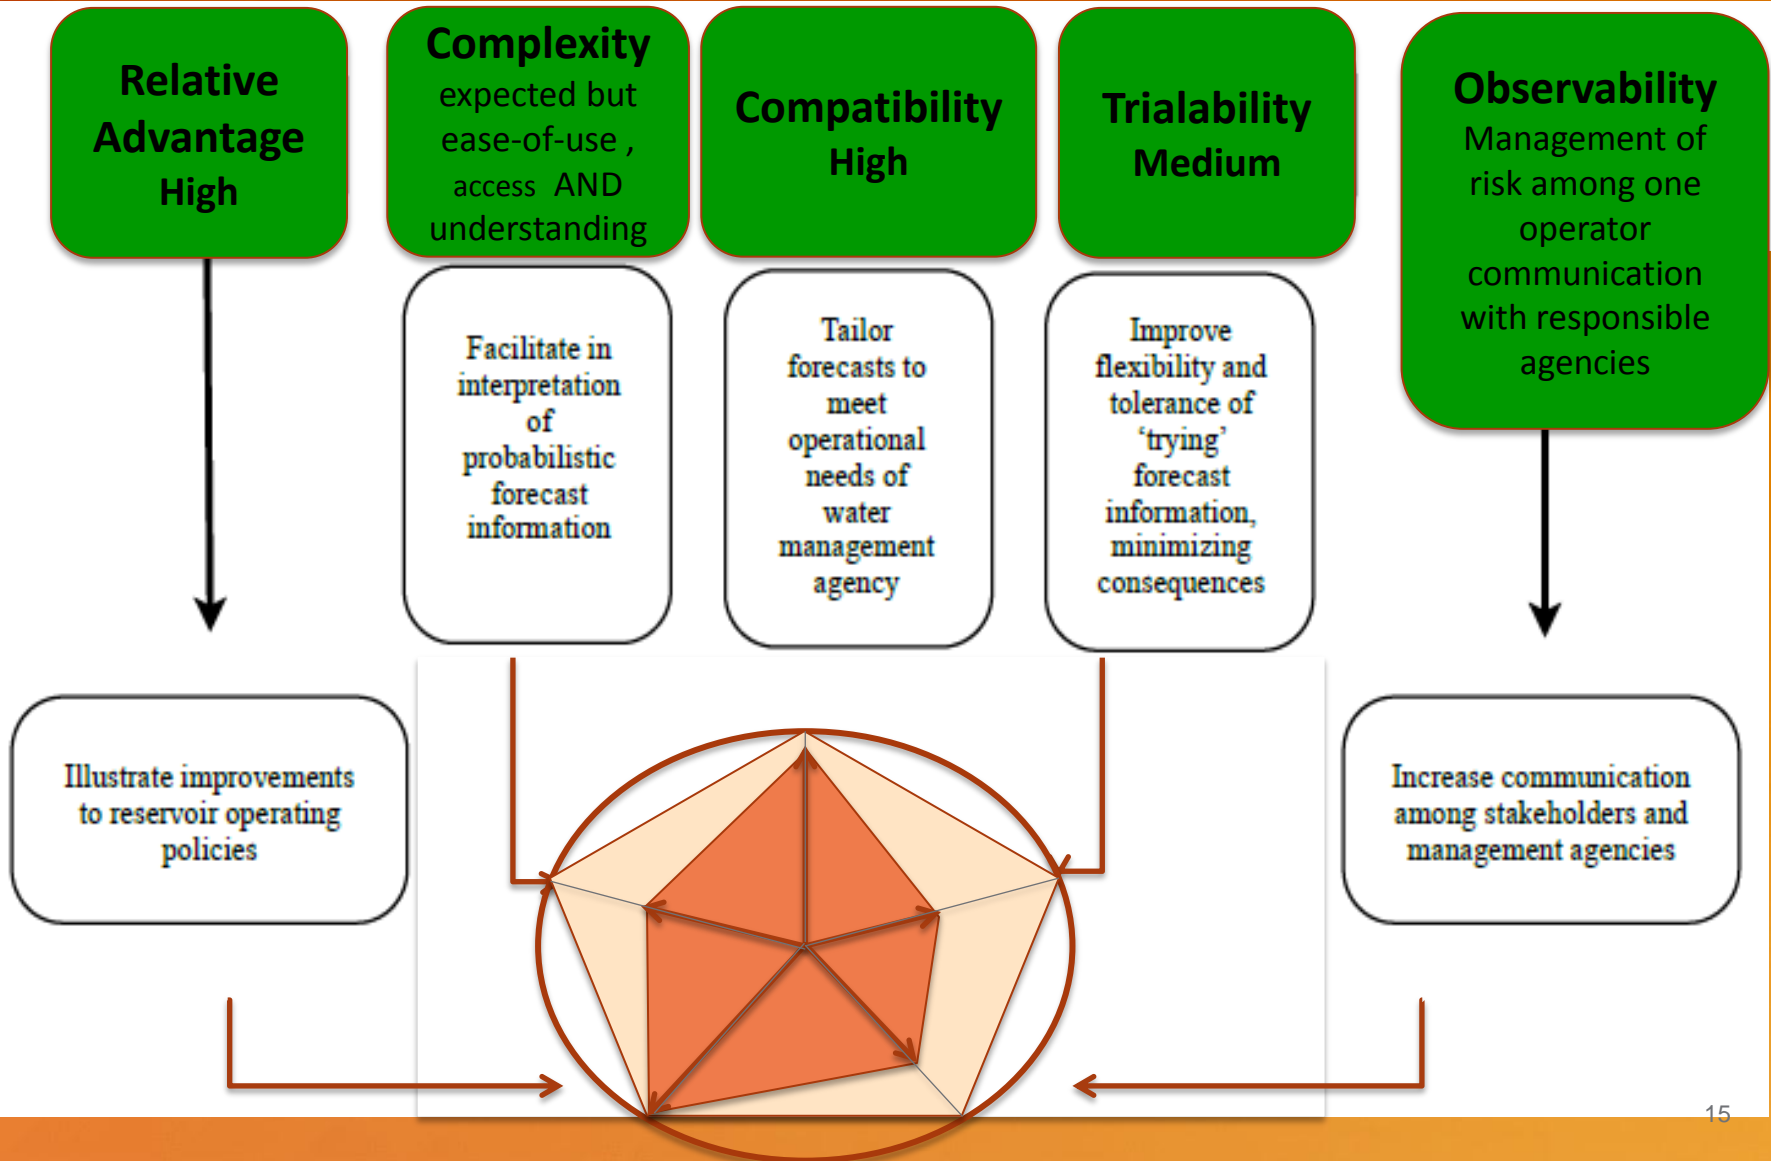 Relative
Advantage
High
Complexity
expected but
ease-of-use ,
access AND
understanding
Compatibility
High
Trialability
Medium
Observability
Management of
risk among one
operator
communication
with responsible
agencies
Facilitate in
interpretation
of
probabilistic
forecast
information
Tailor
forecasts to
meet
operational
needs of
water
management
agency
Improve
flexibility and
tolerance of
‘trying’
forecast
information,
minimizing
consequences
Illustrate improvements
to reservoir operating
policies
Increase communication
among stakeholders and
management agencies
15